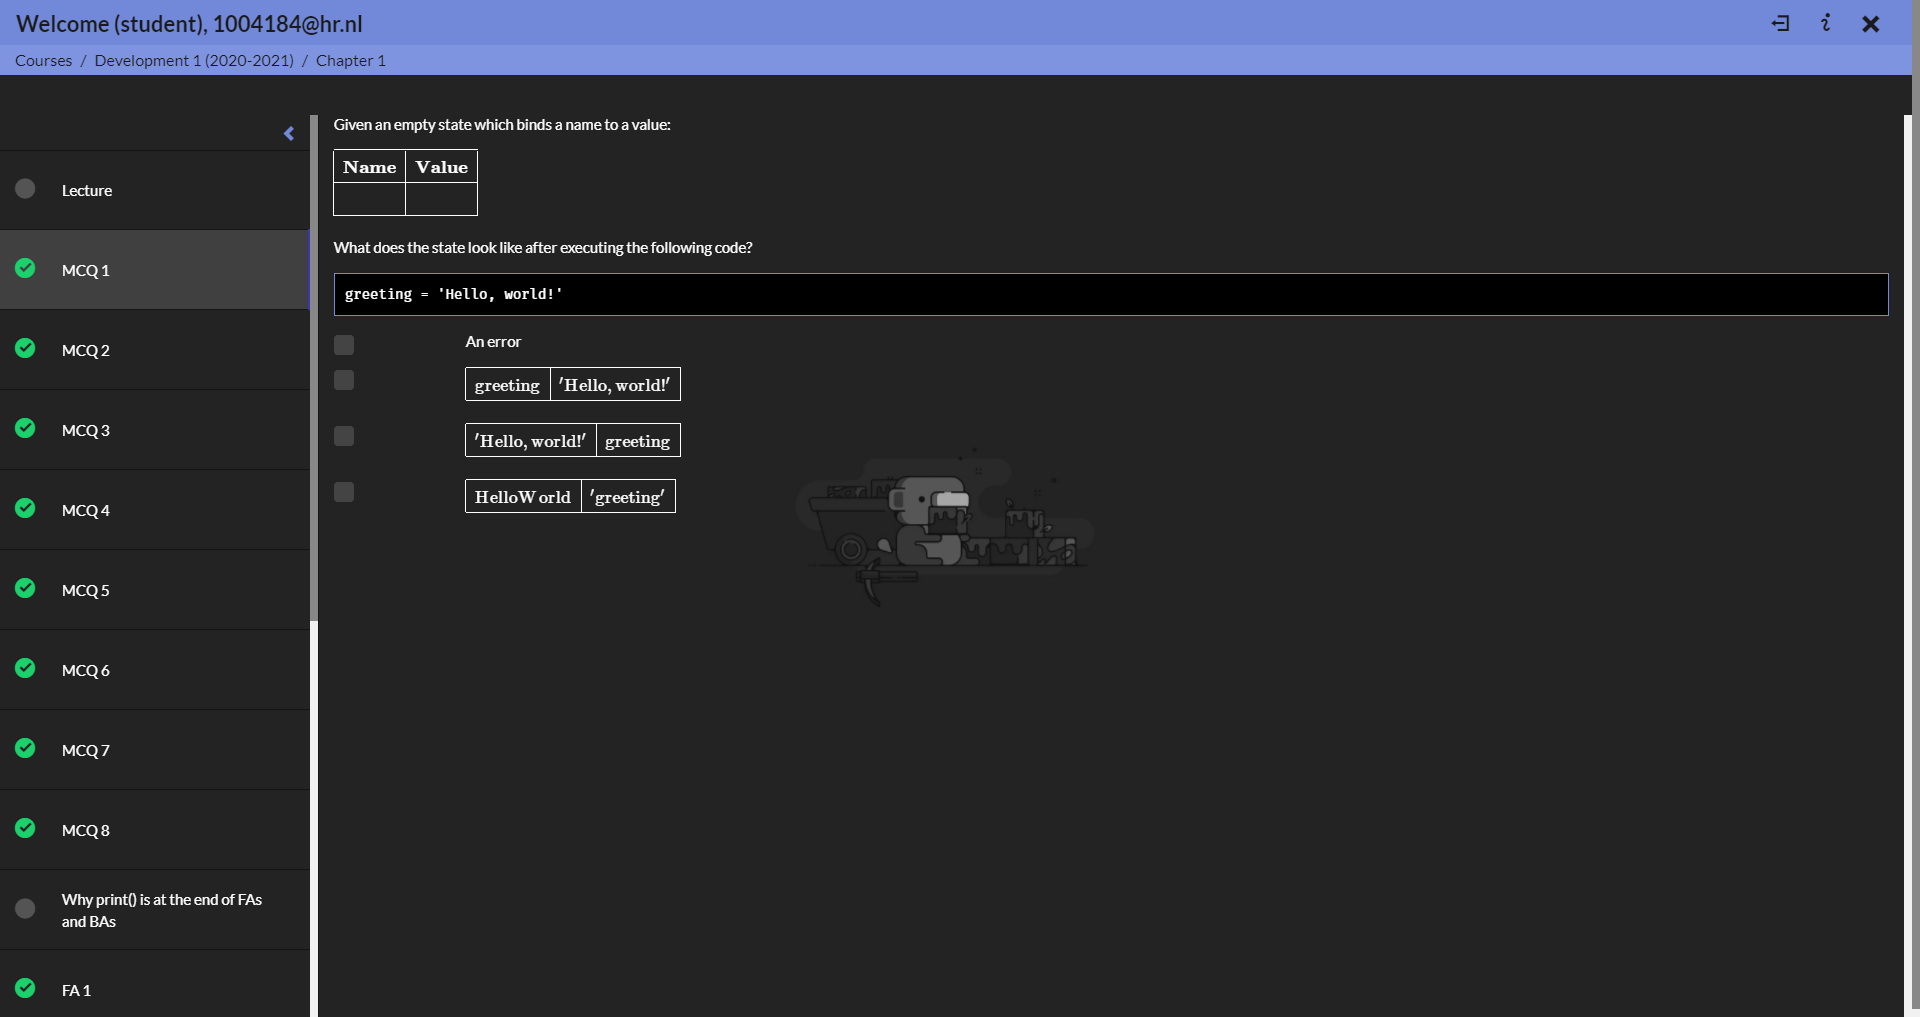 Welcome (student), 1004184@hr.nl
Courses / Development 1 (2020-2021) / Chapter 1
Lecture
MCQ 1
MCQ 2
MCQ 3
MCQ 4
MCQ 5
MCQ 6
MCQ 7
MCQ 8
Why print() is at the end of FAs
and BAs
FA 1
Given an empty state which binds a name to a value:
Name Value
What does the state look like after executing the following code?
greeting = 'Hello, world!'
An error
greeting 'Hello, world!'
'Hello, world!' greeting
HelloWorld 'greeting'